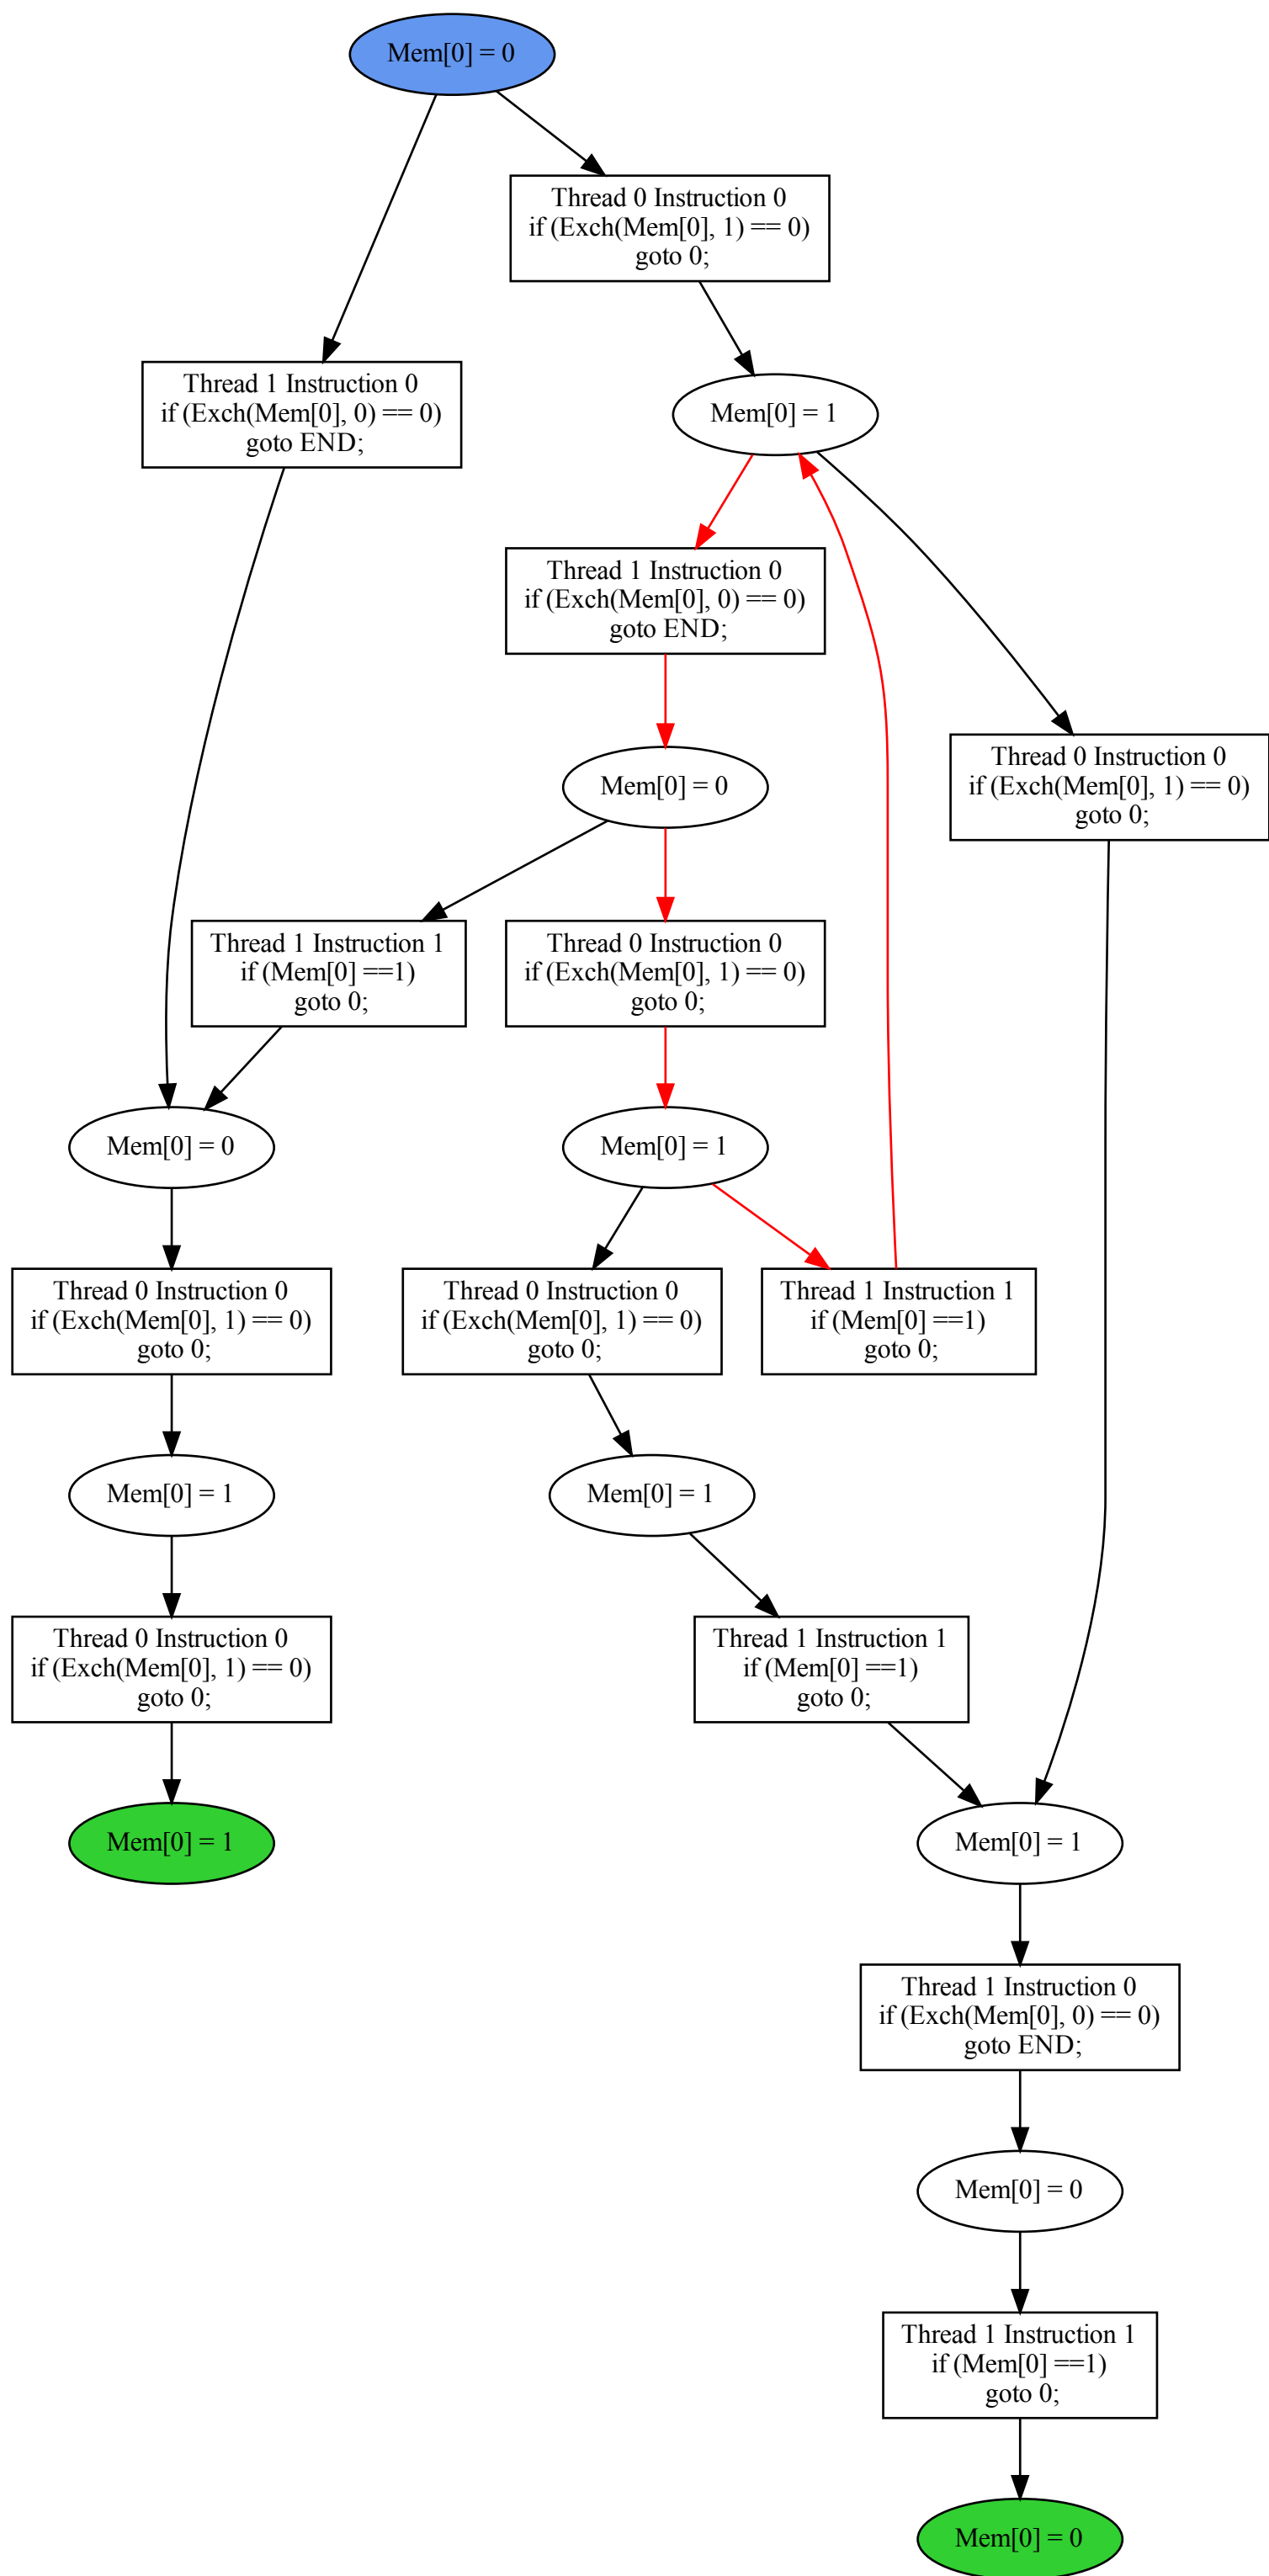 Mem[0] = 0
Thread 0 Instruction 0
if (Exch(Mem[0], 1) == 0)
goto 0;
Thread 1 Instruction 0
if (Exch(Mem[0], 0) == 0)
goto END;
Mem[0] = 1
Thread 1 Instruction 0
if (Exch(Mem[0], 0) == 0)
goto END;
Mem[0] = 0
Thread 0 Instruction 0
if (Exch(Mem[0], 1) == 0)
goto 0;
Thread 1 Instruction 1
if (Mem[0] ==1)
goto 0;
Thread 0 Instruction 0
if (Exch(Mem[0], 1) == 0)
goto 0;
Mem[0] = 0
Mem[0] = 1
Thread 0 Instruction 0
if (Exch(Mem[0], 1) == 0)
goto 0;
Thread 0 Instruction 0
if (Exch(Mem[0], 1) == 0)
goto 0;
Thread 1 Instruction 1
if (Mem[0] ==1)
goto 0;
Mem[0] = 1
Mem[0] = 1
Thread 0 Instruction 0
if (Exch(Mem[0], 1) == 0)
goto 0;
Thread 1 Instruction 1
if (Mem[0] ==1)
goto 0;
Mem[0] = 1
Mem[0] = 1
Thread 1 Instruction 0
if (Exch(Mem[0], 0) == 0)
goto END;
Mem[0] = 0
Thread 1 Instruction 1
if (Mem[0] ==1)
goto 0;
Mem[0] = 0